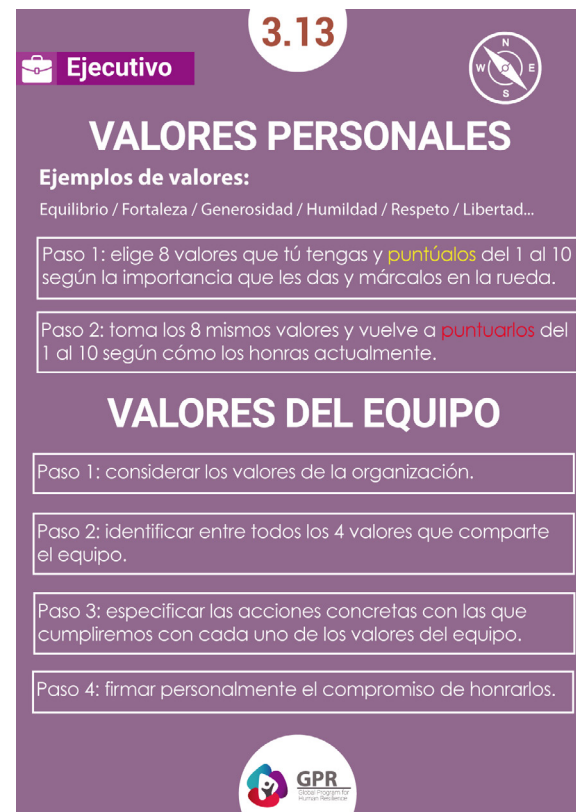 3.13
Ejecutivo
N
W E
S
VALORES PERSONALES
Ejemplos de valores:
Equilibrio / Fortaleza / Generosidad / Humildad / Respeto / Libertad...
Paso 1: elige 8 valores que tú tengas y puntúalos del 1 al 10
según la importancia que les das y márcalos en la rueda.
Paso 2: toma los 8 mismos valores y vuelve a puntuarlos del
1 al 10 según cómo los honras actualmente.
VALORES DEL EQUIPO
Paso 1: considerar los valores de la organización.
Paso 2: identificar entre todos los 4 valores que comparte
el equipo.
Paso 3: especificar las acciones concretas con las que
cumpliremos con cada uno de los valores del equipo.
Paso 4: firmar personalmente el compromiso de honrarlos.
GPR
Global Program for
Human Resilience